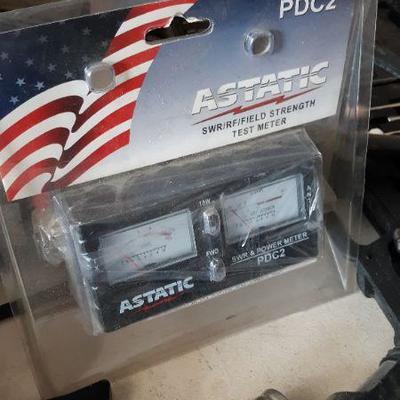 PDC2
ASTATIC
SWR/RF/FIELD STRENGTH
TEST METER
FWD
SWR & POWER METER
PDC2
ASTATIC